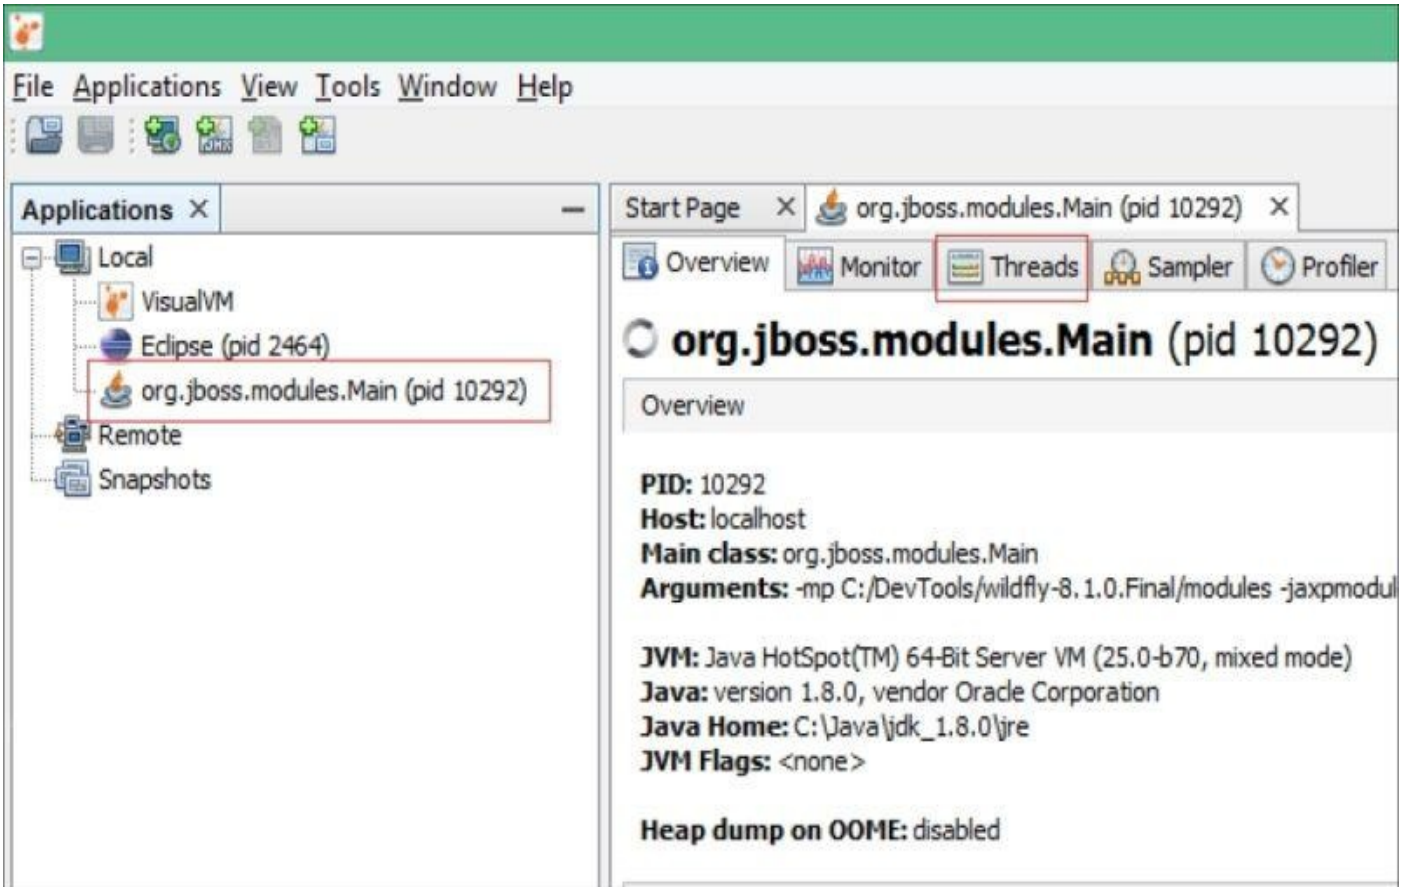 File Applications View Tools Window Help
JMX
Applications
Local
VisualVM
Eclipse (pid 2464)
org.jboss.modules.Main (pid 10292)
Remote
Snapshots
Start Page
org.jboss.modules.Main (pid 10292)
Overview Monitor Threads Sampler Profiler
org.jboss.modules.Main (pid 10292)
Overview
PID: 10292
Host: localhost
Main class: org.jboss.modules.Main
Arguments: -mp C:/DevTools/wildfly-8.1.0.Final/modules -jaxpmodul
JVM: Java HotSpot(TM) 64-Bit Server VM (25.0-b70, mixed mode)
Java: version 1.8.0, vendor Oracle Corporation
Java Home: C:\Java\jdk_1.8.0\jre
JVM Flags: <none>
Heap dump on OOME: disabled